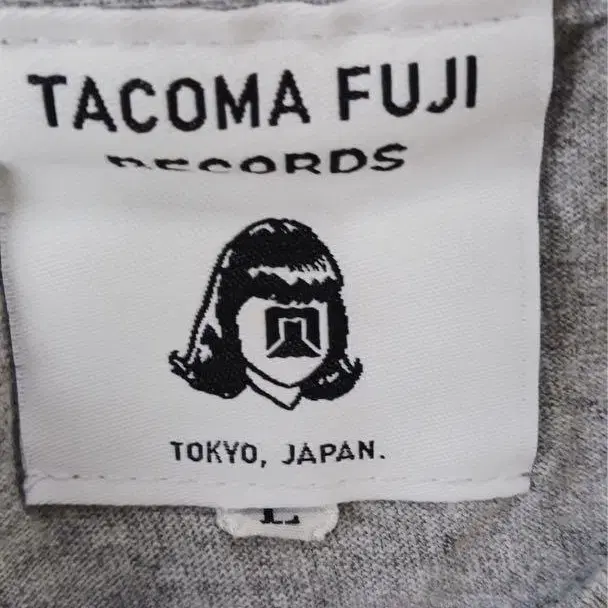 TACOMA FUJI
RECORDS
TOKYO, JAPAN.
L